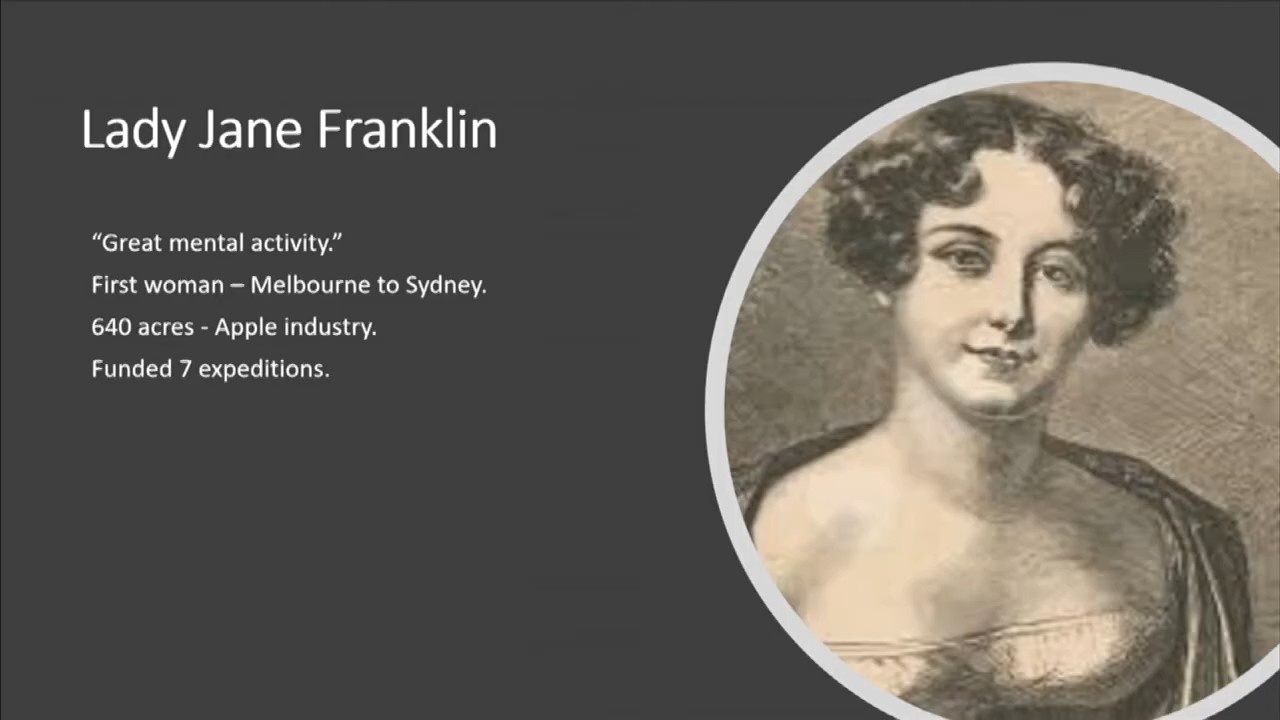 Lady Jane Franklin
“Great mental activity.”
First woman – Melbourne to Sydney.
640 acres - Apple industry.
Funded 7 expeditions.